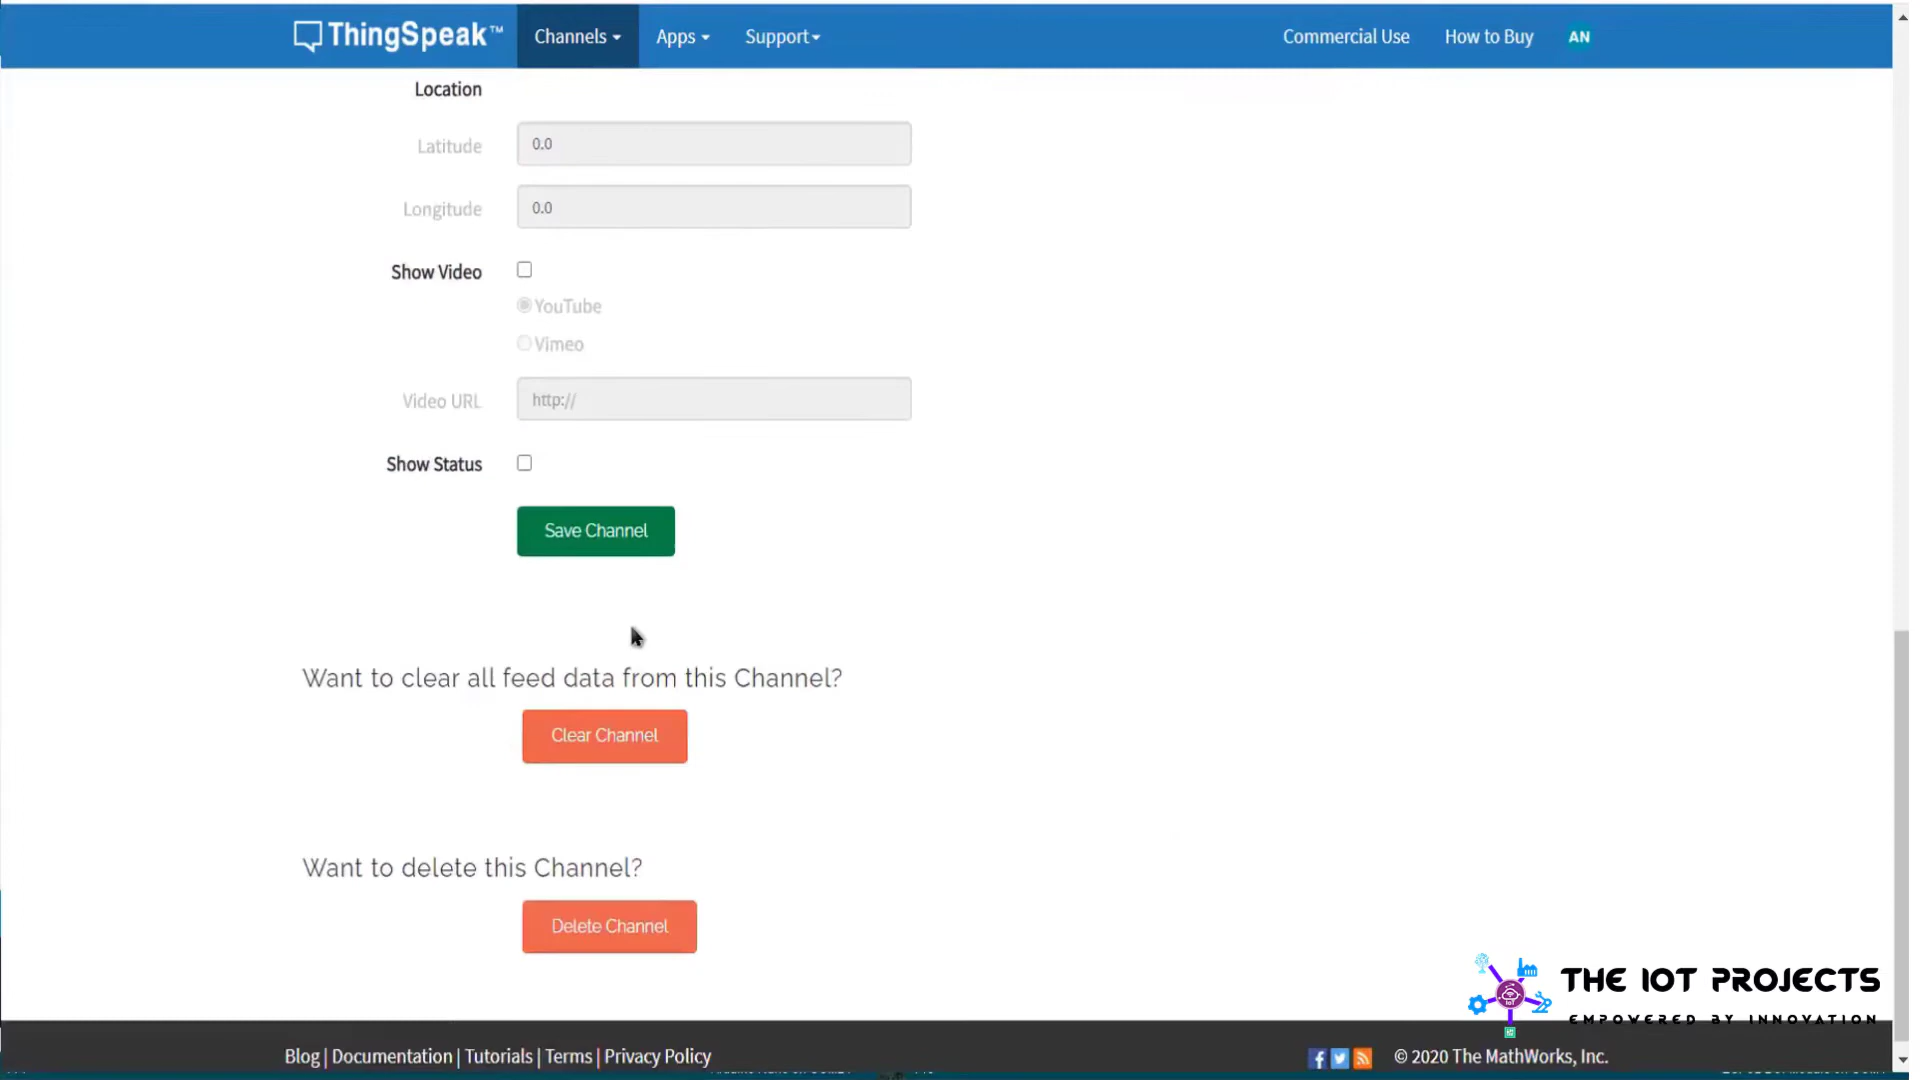 ThingSpeak™ Channels Apps Support Commercial Use How to Buy AN
Location
Latitude 0.0
Longitude 0.0
Show Video
YouTube
Vimeo
Video URL http://
Show Status
Save Channel
Want to clear all feed data from this Channel?
Clear Channel
Want to delete this Channel?
Delete Channel
IoT
THE IOT PROJECTS
EMPOWERED BY INNOVATION
Blog | Documentation | Tutorials | Terms | Privacy Policy © 2020 The MathWorks, Inc.